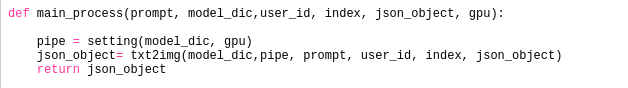 def main_process(prompt, model_dic,user_id, index, json_object, gpu):
    pipe = setting(model_dic, gpu)
    json_object= txt2img(model_dic,pipe, prompt, user_id, index, json_object)
    return json_object